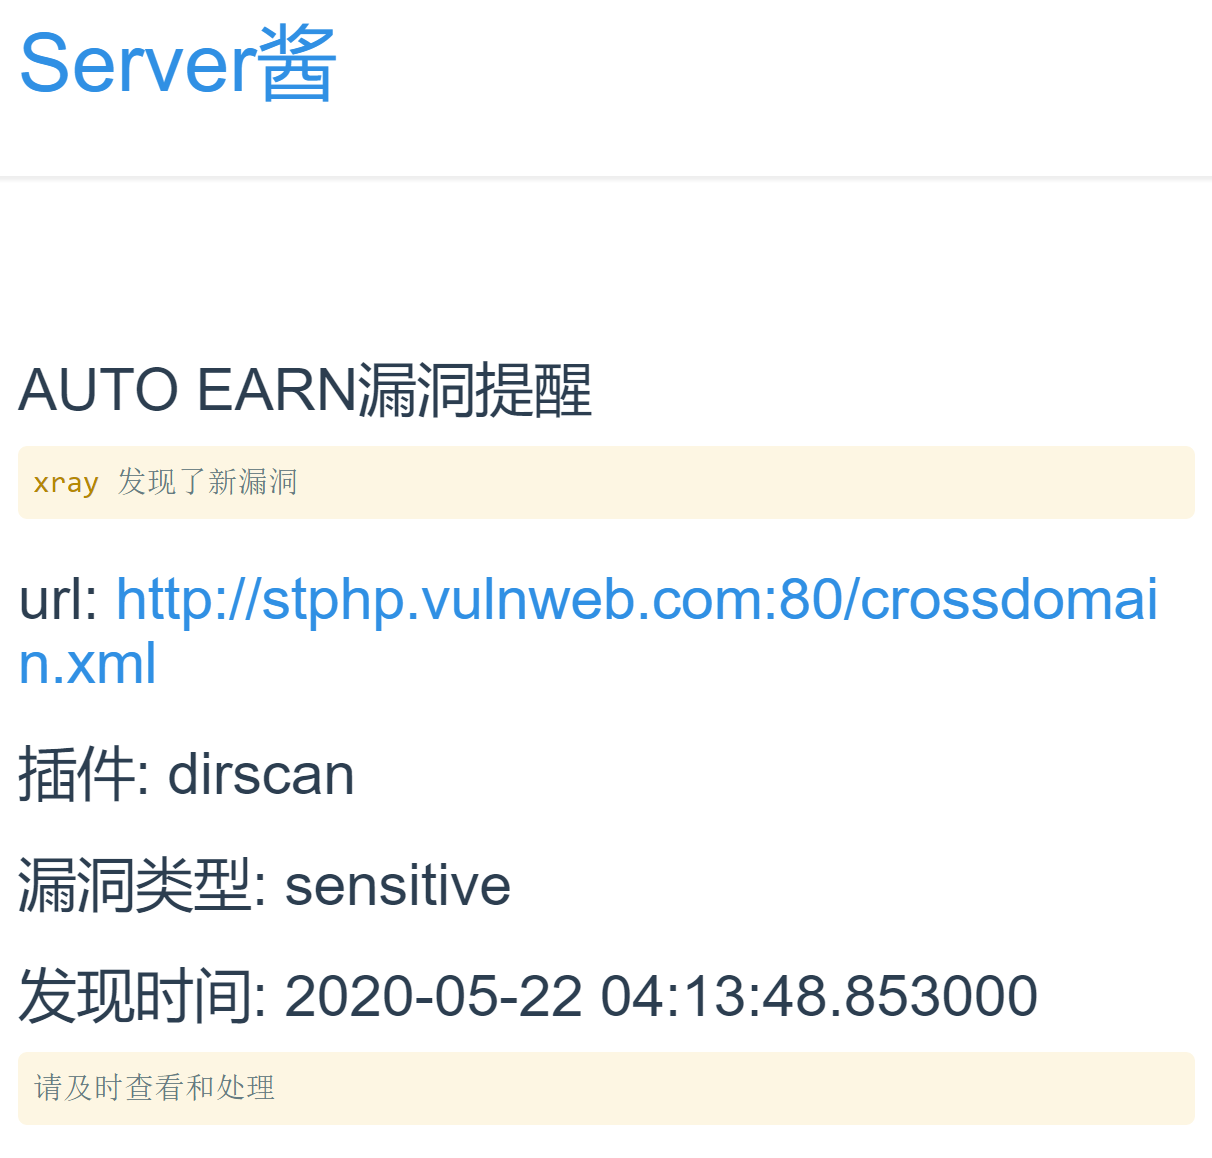 Server酱
AUTO EARN漏洞提醒
xray 发现了新漏洞
url: http://stphp.vulnweb.com:80/crossdomai
n.xml
插件: dirscan
漏洞类型: sensitive
发现时间: 2020-05-22 04:13:48.853000
请及时查看和处理